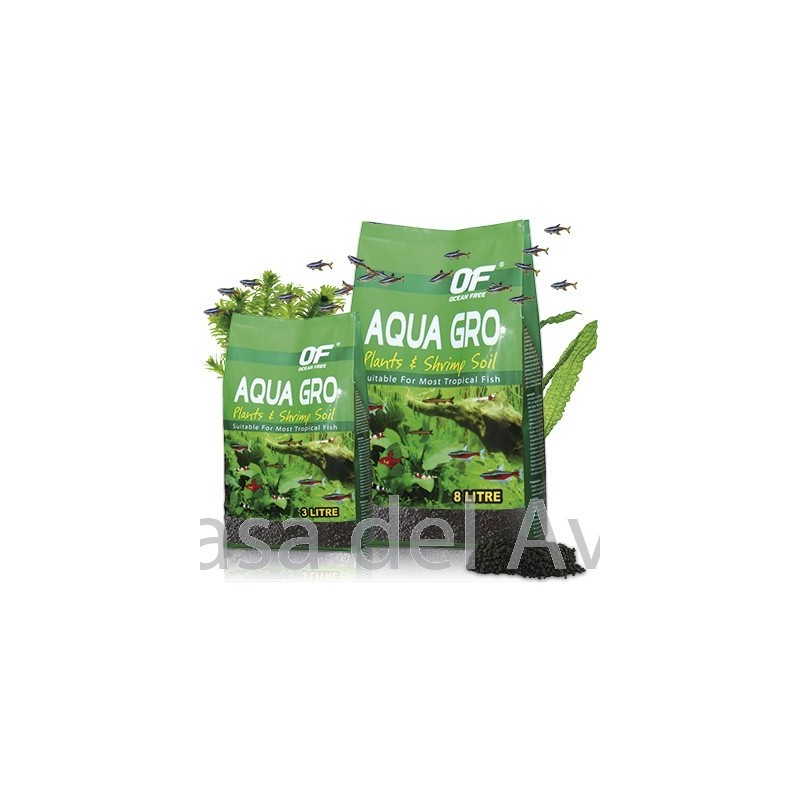 OF®
OCEAN FREE
AQUA GRO
Plants & Shrimp Soil
Suitable For Most Tropical Fish
3 LITRE
OF®
OCEAN FREE
AQUA GRO
Plants & Shrimp Soil
uitable For Most Tropical Fish
8 LITRE
asa del Av